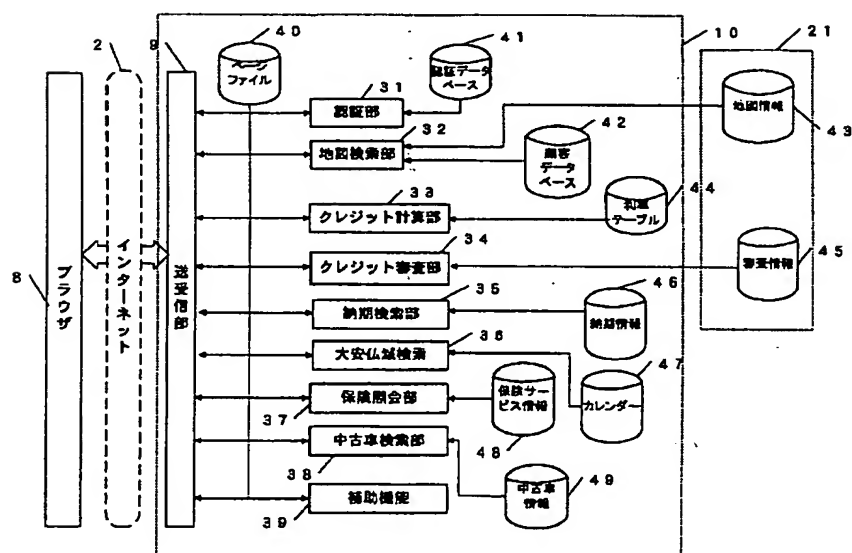 40
41
2
9
10
21
ページ
ファイル
認証データ
ベース
31
認証部
地図情報
32
42
43
地図検索部
顧客
データ
ベース
33
44
クレジット計算部
利率
テーブル
34
8
ブラウザ
インターネット
送受信部
クレジット審査部
審査情報
45
35
46
納期検索部
納期情報
36
大安仏滅検索
47
保険サー
ビス情報
カレンダー
保険照会部
37
48
中古車検索部
38
49
中古車
情報
補助機能
39